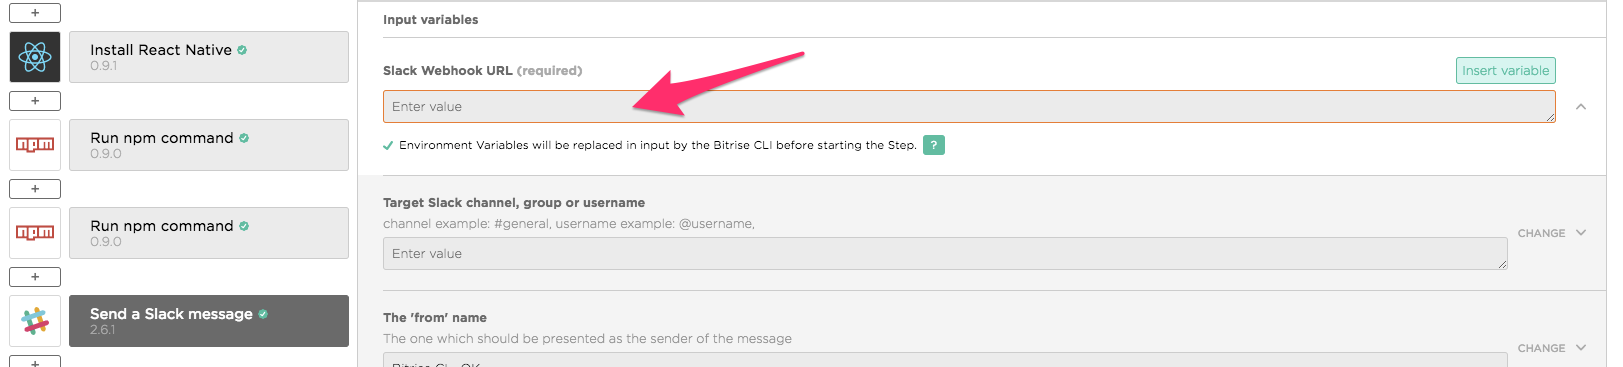 +
Install React Native
0.9.1
+
npm
Run npm command
0.9.0
+
npm
Run npm command
0.9.0
+
Send a Slack message
2.6.1
+
Input variables
Slack Webhook URL (required)
Insert variable
Enter value
Environment Variables will be replaced in input by the Bitrise CLI before starting the Step. ?
Target Slack channel, group or username
channel example: #general, username example: @username,
Enter value
CHANGE
The 'from' name
The one which should be presented as the sender of the message
CHANGE